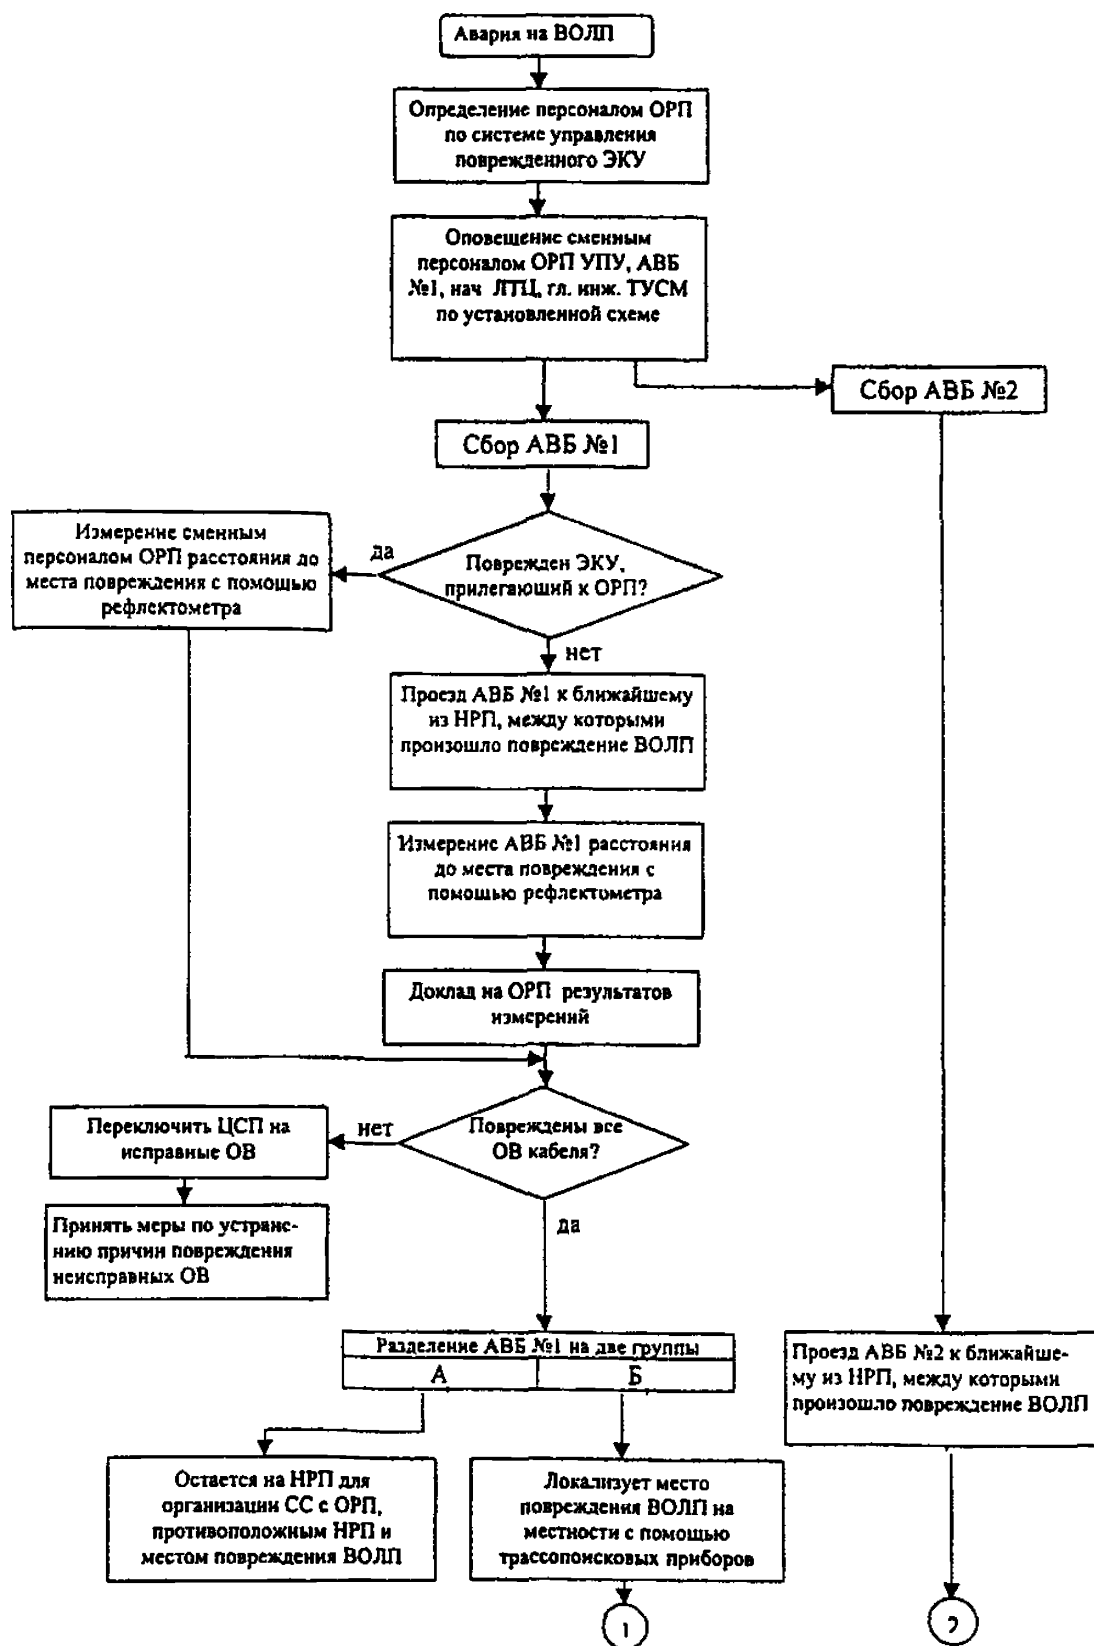 Авария на ВОЛП
Определение персоналом ОРП
по системе управления
поврежденного ЭКУ
Оповещение сменным
персоналом ОРП УПУ, АВБ
№1, нач ЛТЦ, гл. инж. ТУСМ
по установленной схеме
Сбор АВБ №2
Сбор АВБ №1
Измерение сменным
персоналом ОРП расстояния до
места повреждения с помощью
рефлектометра
да
Поврежден ЭКУ,
прилегающий к ОРП?
нет
Проезд АВБ №1 к ближайшему
из НРП, между которыми
произошло повреждение ВОЛП
Измерение АВБ №1 расстояния
до места повреждения с
помощью рефлектометра
Доклад на ОРП результатов
измерений
Переключить ЦСП на
исправные ОВ
нет
Повреждены все
ОВ кабеля?
Принять меры по устране-
нию причин повреждения
неисправных ОВ
да
Разделение АВБ №1 на две группы
А Б
Проезд АВБ №2 к ближайше-
му из НРП, между которыми
произошло повреждение ВОЛП
Остается на НРП для
организации СС с ОРП,
противоположным НРП и
местом повреждения ВОЛП
Локализует место
повреждения ВОЛП на
местности с помощью
трассопоисковых приборов
1
2